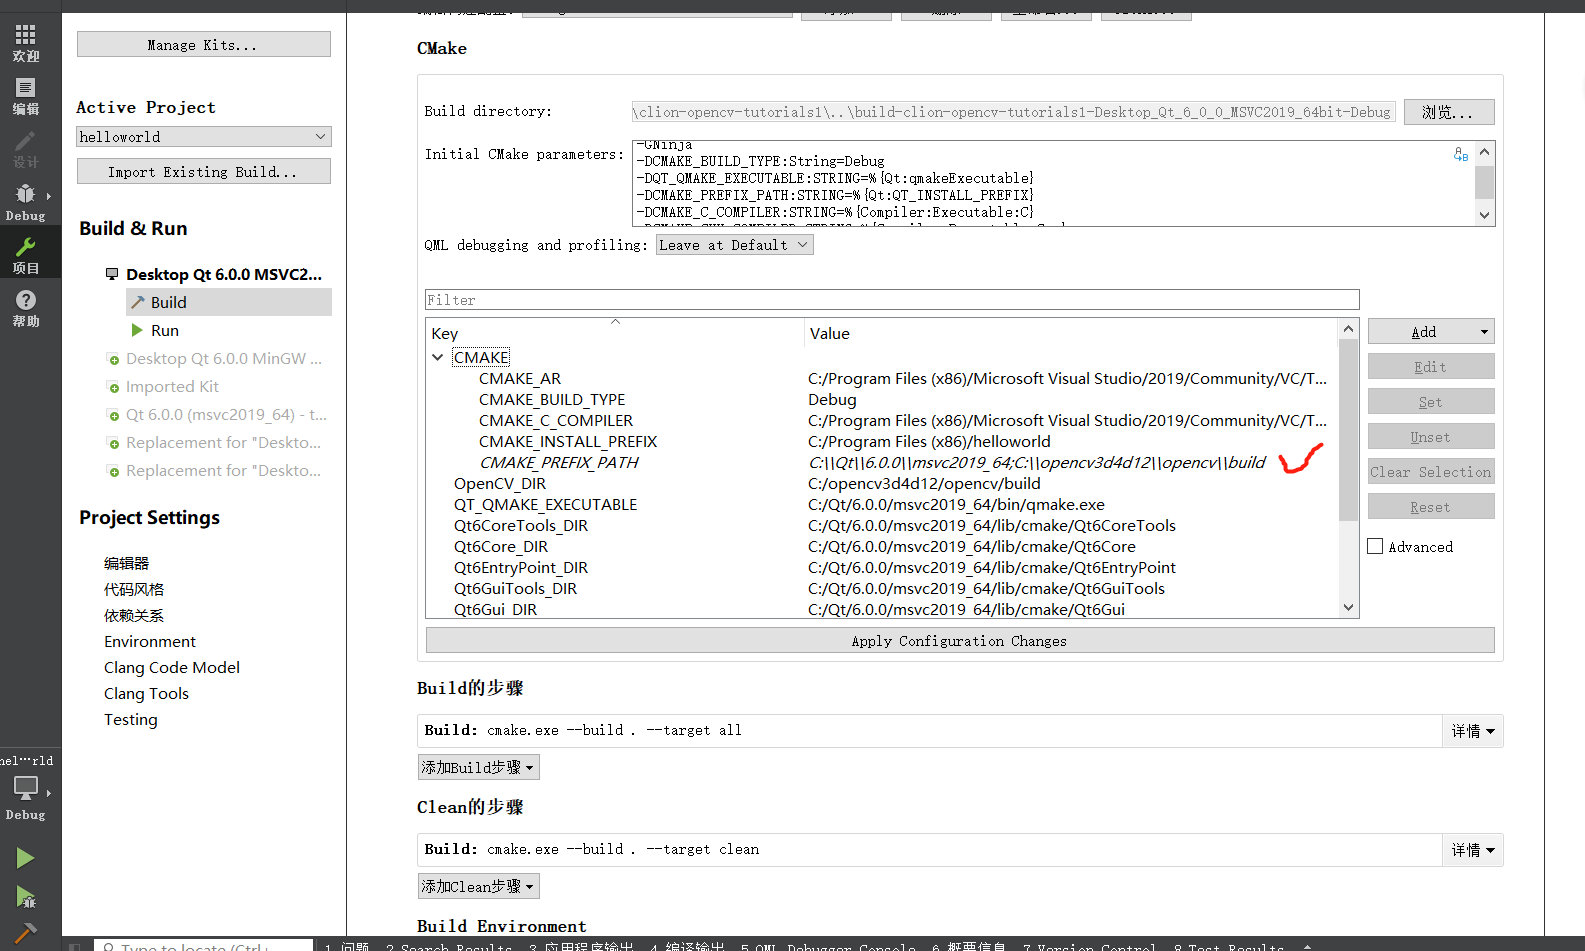 欢迎
编辑
设计
Debug
项目
帮助
hel…rld
Debug
Manage Kits...
Active Project
helloworld
Import Existing Build...
Build & Run
Desktop Qt 6.0.0 MSVC2...
Build
Run
Desktop Qt 6.0.0 MinGW ...
Imported Kit
Qt 6.0.0 (msvc2019_64) - t...
Replacement for "Deskto...
Replacement for "Deskto...
Project Settings
编辑器
代码风格
依赖关系
Environment
Clang Code Model
Clang Tools
Testing
CMake
Build directory:
\clion-opencv-tutorials1\..\build-clion-opencv-tutorials1-Desktop_Qt_6_0_0_MSVC2019_64bit-Debug
浏览...
Initial CMake parameters:
-GNinja
-DCMAKE_BUILD_TYPE:String=Debug
-DQT_QMAKE_EXECUTABLE:STRING=%{Qt:qmakeExecutable}
-DCMAKE_PREFIX_PATH:STRING=%{Qt:QT_INSTALL_PREFIX}
-DCMAKE_C_COMPILER:STRING=%{Compiler:Executable:C}
QML debugging and profiling: Leave at Default
Filter
Key Value
CMAKE
CMAKE_AR C:/Program Files (x86)/Microsoft Visual Studio/2019/Community/VC/T...
CMAKE_BUILD_TYPE Debug
CMAKE_C_COMPILER C:/Program Files (x86)/Microsoft Visual Studio/2019/Community/VC/T...
CMAKE_INSTALL_PREFIX C:/Program Files (x86)/helloworld
CMAKE_PREFIX_PATH C:\\Qt\\6.0.0\\msvc2019_64;C:\\opencv3d4d12\\opencv\\build
OpenCV_DIR C:/opencv3d4d12/opencv/build
QT_QMAKE_EXECUTABLE C:/Qt/6.0.0/msvc2019_64/bin/qmake.exe
Qt6CoreTools_DIR C:/Qt/6.0.0/msvc2019_64/lib/cmake/Qt6CoreTools
Qt6Core_DIR C:/Qt/6.0.0/msvc2019_64/lib/cmake/Qt6Core
Qt6EntryPoint_DIR C:/Qt/6.0.0/msvc2019_64/lib/cmake/Qt6EntryPoint
Qt6GuiTools_DIR C:/Qt/6.0.0/msvc2019_64/lib/cmake/Qt6GuiTools
Qt6Gui_DIR C:/Qt/6.0.0/msvc2019_64/lib/cmake/Qt6Gui
Add
Edit
Set
Unset
Clear Selection
Reset
Advanced
Apply Configuration Changes
Build的步骤
Build: cmake.exe --build . --target all
详情
添加Build步骤
Clean的步骤
Build: cmake.exe --build . --target clean
详情
添加Clean步骤
Build Environment
Type to locate (Ctrl+
1 问题 2 Search Results 3 应用程序输出 4 编译输出 5 QML Debugger Console 6 概要信息 7 Version Control 8 Test Results